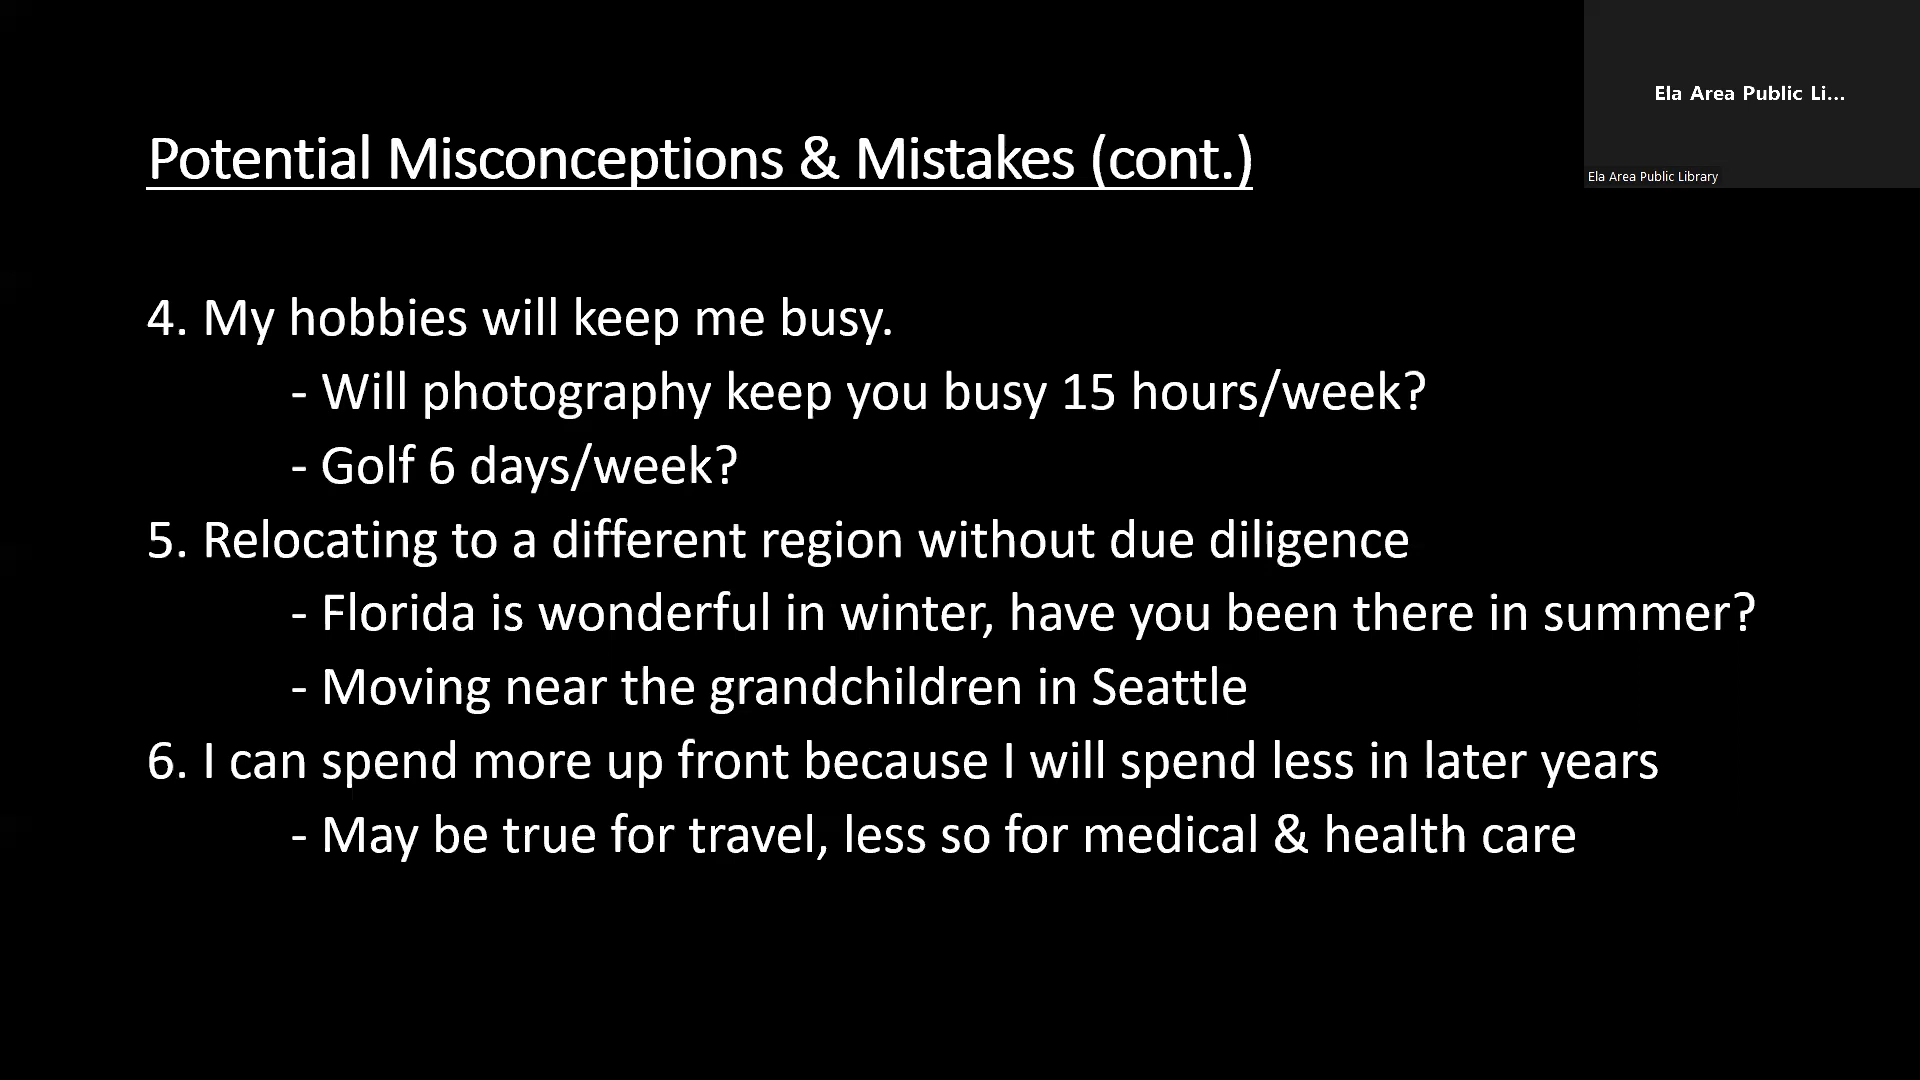 Ela Area Public Li...
Ela Area Public Library
Potential Misconceptions & Mistakes (cont.)
4. My hobbies will keep me busy.
- Will photography keep you busy 15 hours/week?
- Golf 6 days/week?
5. Relocating to a different region without due diligence
- Florida is wonderful in winter, have you been there in summer?
- Moving near the grandchildren in Seattle
6. I can spend more up front because I will spend less in later years
- May be true for travel, less so for medical & health care